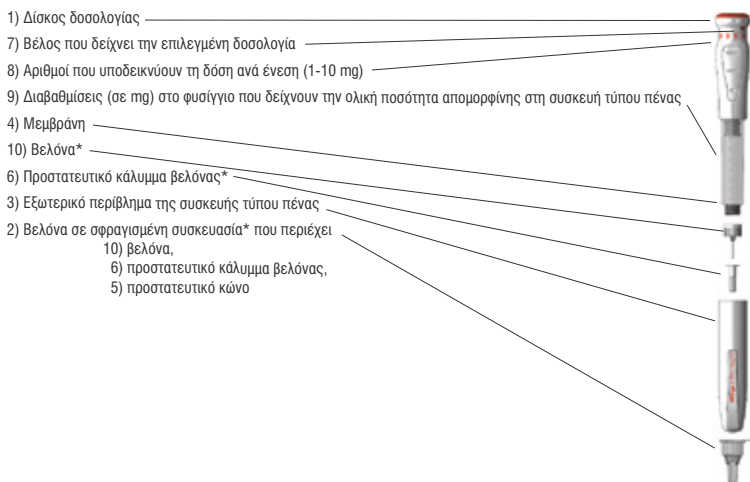 1) Δίσκος δοσολογίας
7) Βέλος που δείχνει την επιλεγμένη δοσολογία
8) Αριθμοί που υποδεικνύουν τη δόση ανά ένεση (1-10 mg)
9) Διαβαθμίσεις (σε mg) στο φυσίγγιο που δείχνουν την ολική ποσότητα απομορφίνης στη συσκευή τύπου πένας
4) Μεμβράνη
10) Βελόνα*
6) Προστατευτικό κάλυμμα βελόνας*
3) Εξωτερικό περίβλημα της συσκευής τύπου πένας
2) Βελόνα σε σφραγισμένη συσκευασία* που περιέχει
10) βελόνα,
6) προστατευτικό κάλυμμα βελόνας,
5) προστατευτικό κώνο